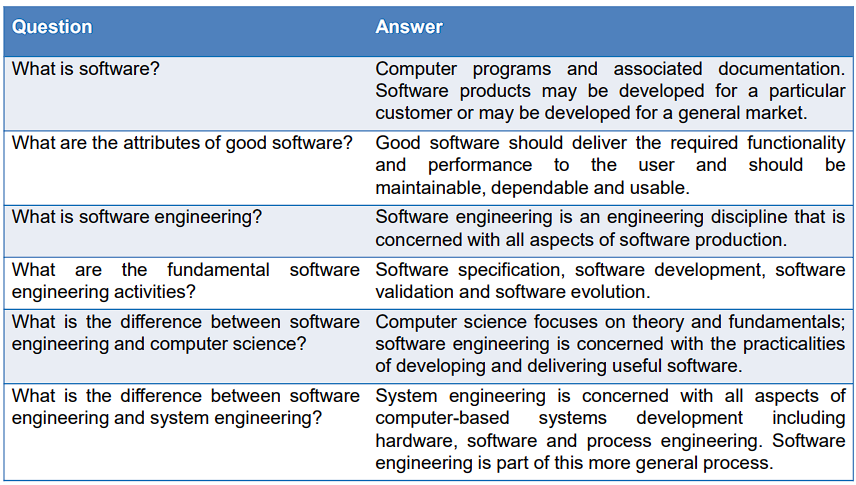 Question Answer
What is software?
Computer programs and associated documentation.
Software products may be developed for a particular
customer or may be developed for a general market.
What are the attributes of good software?
Good software should deliver the required functionality
and performance to the user and should be
maintainable, dependable and usable.
What is software engineering?
Software engineering is an engineering discipline that is
concerned with all aspects of software production.
What are the fundamental software
engineering activities?
Software specification, software development, software
validation and software evolution.
What is the difference between software
engineering and computer science?
Computer science focuses on theory and fundamentals;
software engineering is concerned with the practicalities
of developing and delivering useful software.
What is the difference between software
engineering and system engineering?
System engineering is concerned with all aspects of
computer-based systems development including
hardware, software and process engineering. Software
engineering is part of this more general process.